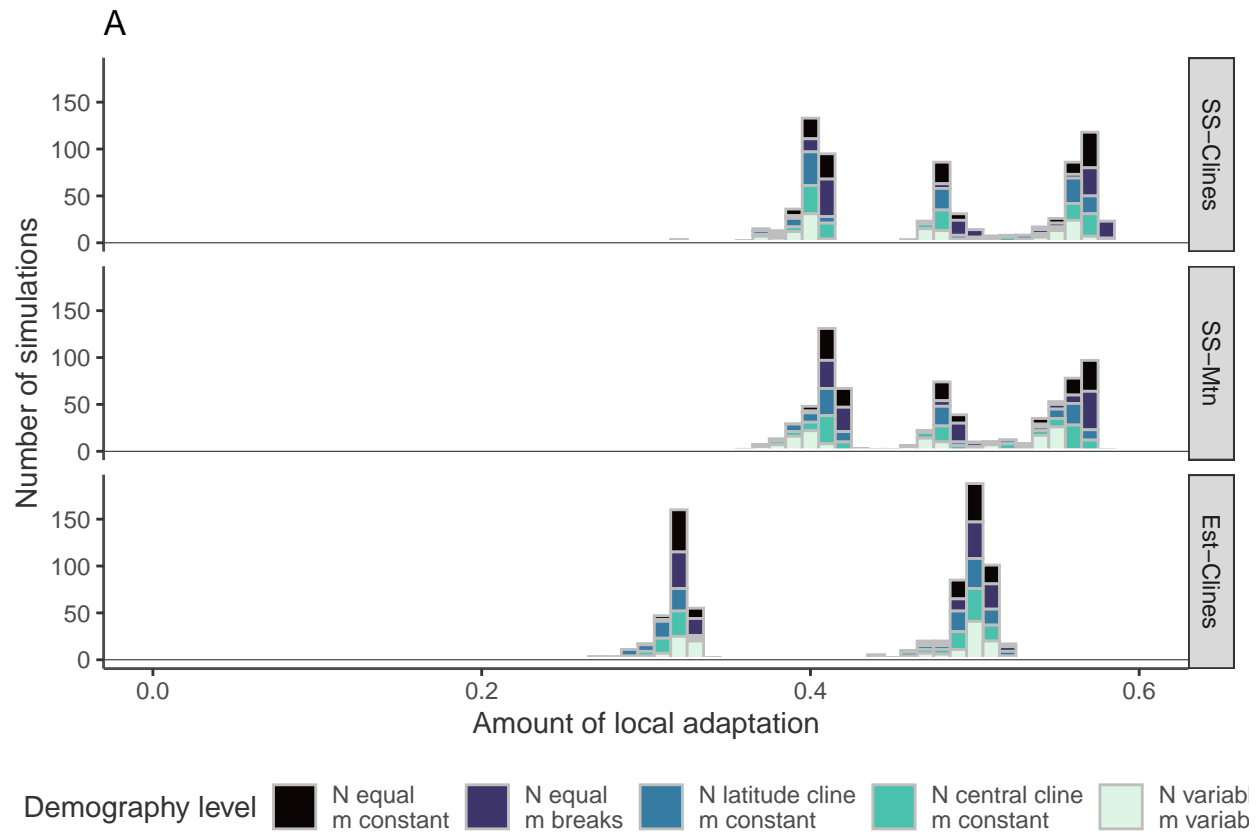 A
150
100
50
0
SS−Clines
150
100
50
0
SS−Mtn
150
100
50
0
Est−Clines
Number of simulations
0.0 0.2 0.4 0.6
Amount of local adaptation
Demography level
N equal
m constant
N equal
m breaks
N latitude cline
m constant
N central cline
m constant
N variabl
m variab